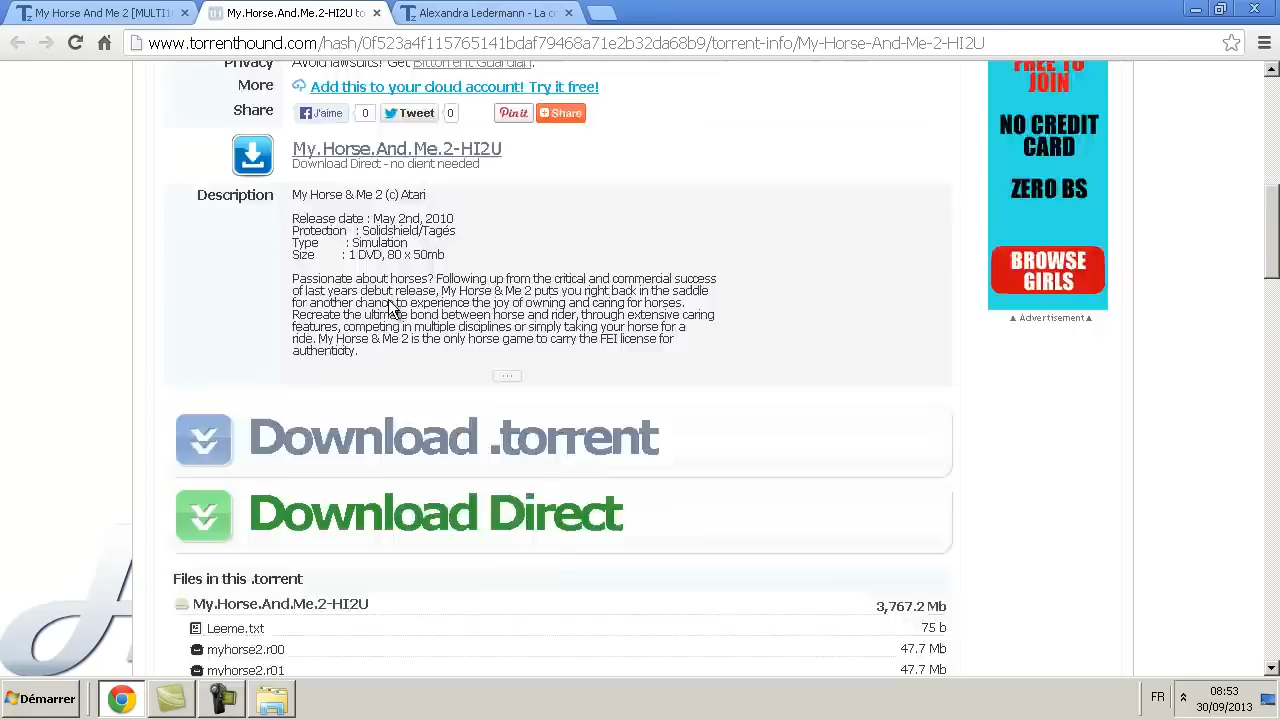 My Horse And Me 2 [MULTI1
My.Horse.And.Me.2-HI2U to
Alexandra Ledermann - La c
www.torrenthound.com/hash/0f523a4f115765141bdaf79468a71e2b32da68b9/torrent-info/My-Horse-And-Me-2-HI2U
Privacy Avoid lawsuits! Get Bittorrent Guardian.
More Add this to your cloud account! Try it free!
Share J'aime 0 Tweet 0 Pin it Share
My.Horse.And.Me.2-HI2U
Download Direct - no client needed
Description My Horse & Me 2 (c) Atari
Release date : May 2nd, 2010
Protection : Solidshield/Tagés
Type : Simulation
Size : 1 DVD, 80 x 50mb
Passionate about horses? Following up from the critical and commercial success
of last years original release, My Horse & Me 2 puts you right back in the saddle
for another chance to experience the joy of owning and caring for horses.
Recreate the ultimate bond between horse and rider, through extensive caring
features, competing in multiple disciplines or simply taking your horse for a
ride. My Horse & Me 2 is the only horse game to carry the FEI license for
authenticity.
...
Download .torrent
Download Direct
Files in this .torrent
My.Horse.And.Me.2-HI2U 3,767.2 Mb
Leeme.txt 75 b
myhorse2.r00 47.7 Mb
myhorse2.r01 47.7 Mb
FREE TO
JOIN
NO CREDIT
CARD
ZERO BS
BROWSE
GIRLS
▲ Advertisement ▲
Démarrer
FR
08:53
30/09/2013